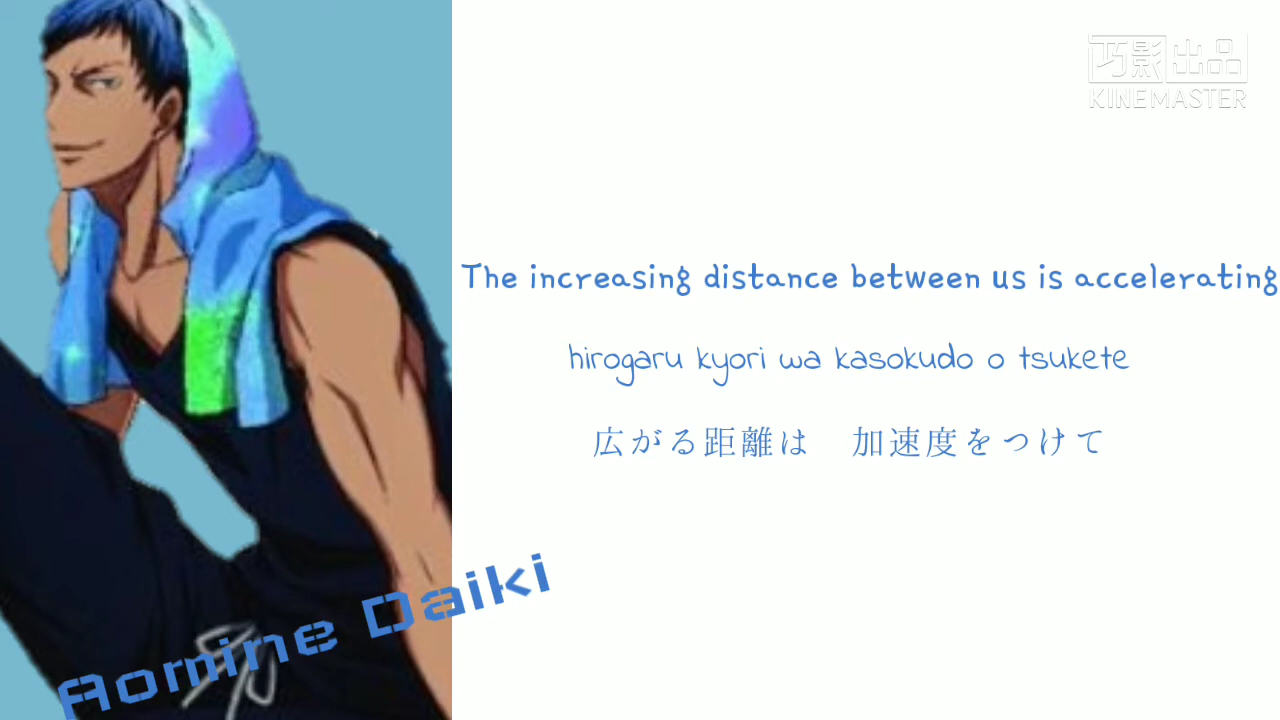 巧影出品
KINEMASTER
The increasing distance between us is accelerating
hirogaru kyori wa kasokudo o tsukete
広がる距離は　加速度をつけて
Aomine Daiki